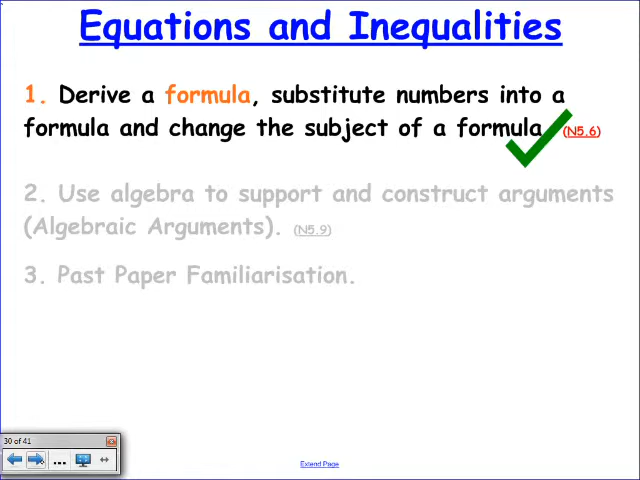 Equations and Inequalities
1. Derive a formula, substitute numbers into a
formula and change the subject of a formula (N5.6)
2. Use algebra to support and construct arguments
(Algebraic Arguments). (N5.9)
3. Past Paper Familiarisation.
30 of 41
Extend Page